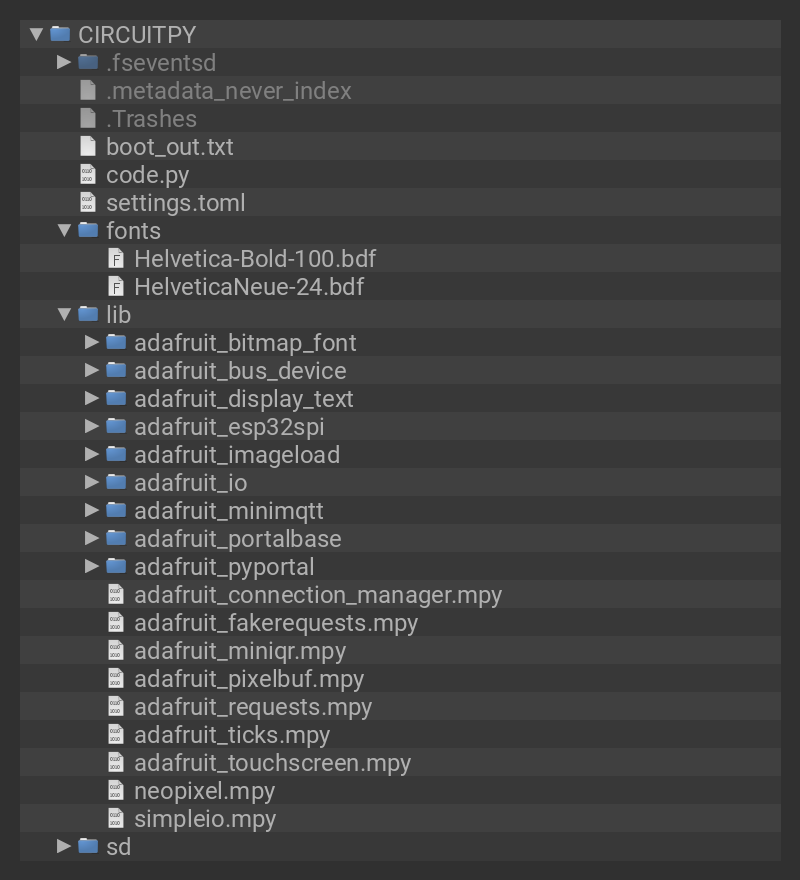 CIRCUITPY
.fseventsd
.metadata_never_index
.Trashes
boot_out.txt
code.py
settings.toml
fonts
Helvetica-Bold-100.bdf
HelveticaNeue-24.bdf
lib
adafruit_bitmap_font
adafruit_bus_device
adafruit_display_text
adafruit_esp32spi
adafruit_imageload
adafruit_io
adafruit_minimqtt
adafruit_portalbase
adafruit_pyportal
adafruit_connection_manager.mpy
adafruit_fakerequests.mpy
adafruit_miniqr.mpy
adafruit_pixelbuf.mpy
adafruit_requests.mpy
adafruit_ticks.mpy
adafruit_touchscreen.mpy
neopixel.mpy
simpleio.mpy
sd